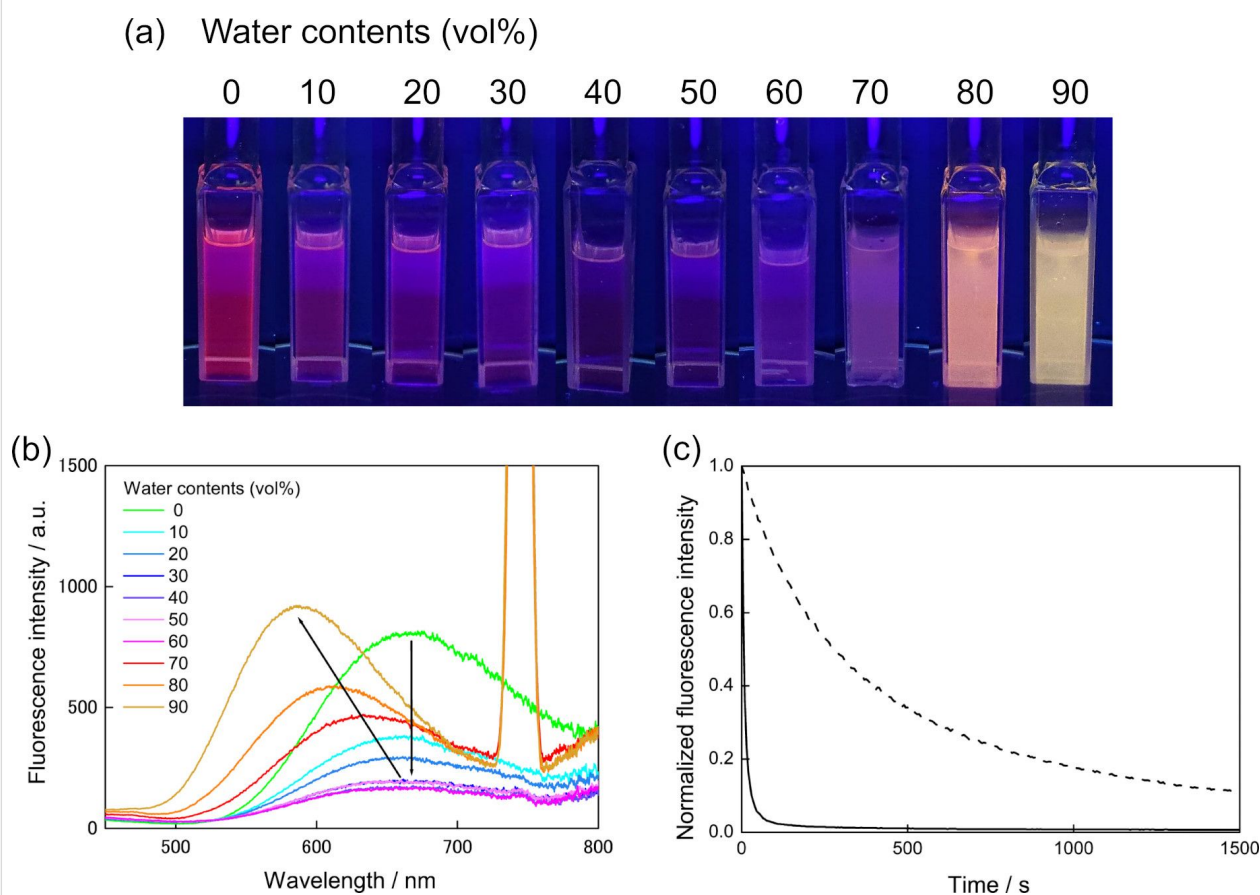 (a) Water contents (vol%)
0 10 20 30 40 50 60 70 80 90
(b)
1500
1000
500
0
Fluorescence intensity / a.u.
Water contents (vol%)
0
10
20
30
40
50
60
70
80
90
500 600 700 800
Wavelength / nm
(c)
1.0
0.8
0.6
0.4
0.2
0.0
Normalized fluorescence intensity
0 500 1000 1500
Time / s